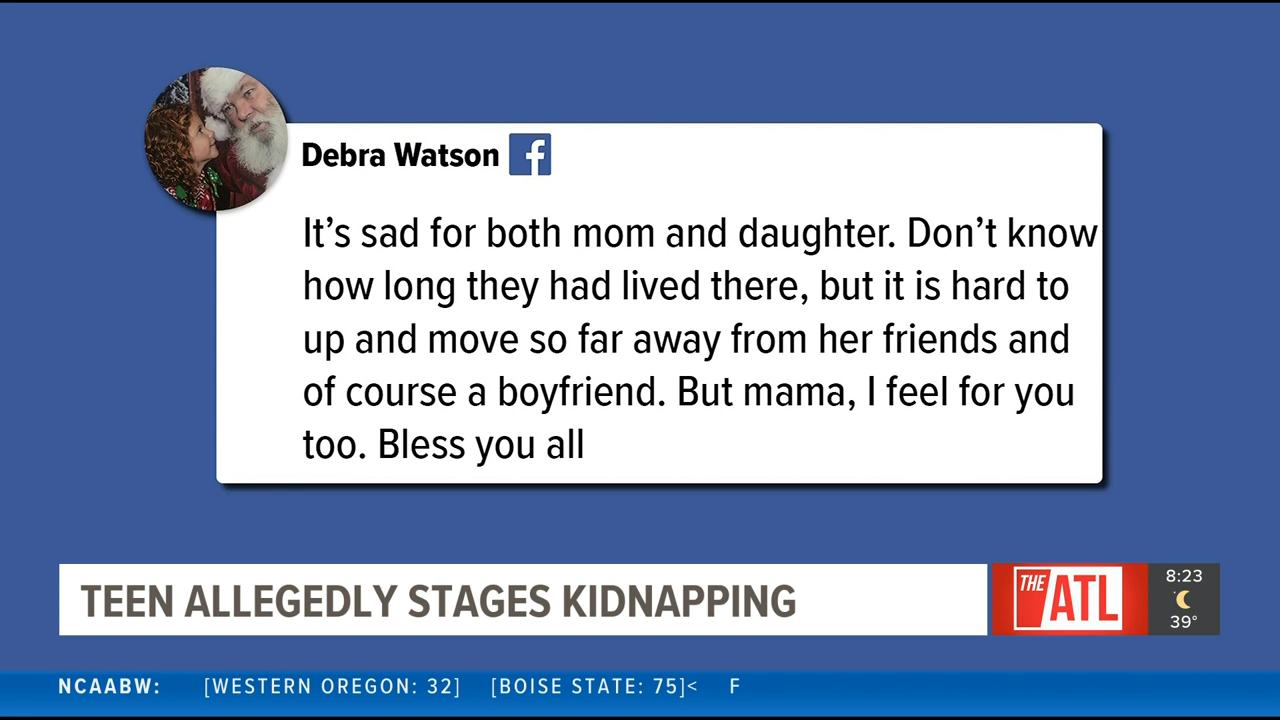 Debra Watson f
It's sad for both mom and daughter. Don't know
how long they had lived there, but it is hard to
up and move so far away from her friends and
of course a boyfriend. But mama, I feel for you
too. Bless you all
TEEN ALLEGEDLY STAGES KIDNAPPING
THE ATL
8:23
39°
NCAABW: [WESTERN OREGON: 32] [BOISE STATE: 75]< F